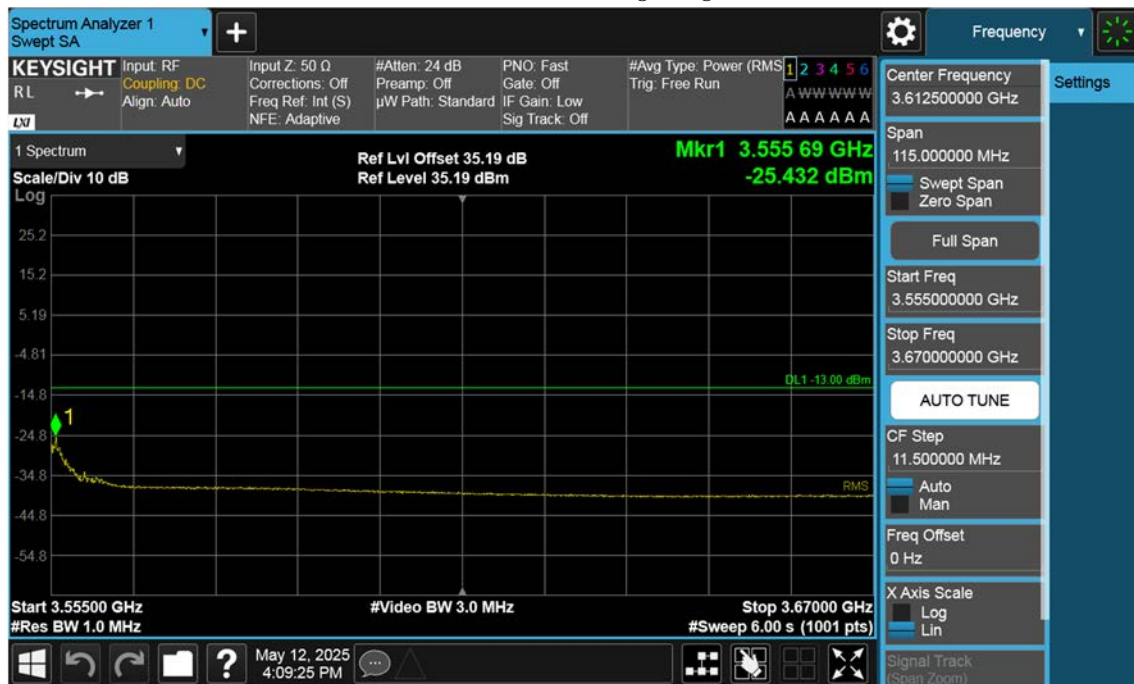 Spectrum Analyzer 1
Swept SA
Frequency
KEYSIGHT
RL
LXI
Input: RF
Coupling: DC
Align: Auto
Input Z: 50 Ω
Corrections: Off
Freq Ref: Int (S)
NFE: Adaptive
#Atten: 24 dB
Preamp: Off
µW Path: Standard
PNO: Fast
Gate: Off
IF Gain: Low
Sig Track: Off
#Avg Type: Power (RMS
Trig: Free Run
1 2 3 4 5 6
A W W W W W
A A A A A A
1 Spectrum
Scale/Div 10 dB
Ref Lvl Offset 35.19 dB
Ref Level 35.19 dBm
Mkr1 3.555 69 GHz
-25.432 dBm
Log
25.2
15.2
5.19
-4.81
-14.8
-24.8
-34.8
-44.8
-54.8
DL1 -13.00 dBm
1
RMS
Start 3.55500 GHz
#Res BW 1.0 MHz
#Video BW 3.0 MHz
Stop 3.67000 GHz
#Sweep 6.00 s (1001 pts)
Center Frequency
3.612500000 GHz
Settings
Span
115.000000 MHz
Swept Span
Zero Span
Full Span
Start Freq
3.555000000 GHz
Stop Freq
3.670000000 GHz
AUTO TUNE
CF Step
11.500000 MHz
Auto
Man
Freq Offset
0 Hz
X Axis Scale
Log
Lin
Signal Track
(Span Zoom)
?
May 12, 2025
4:09:25 PM